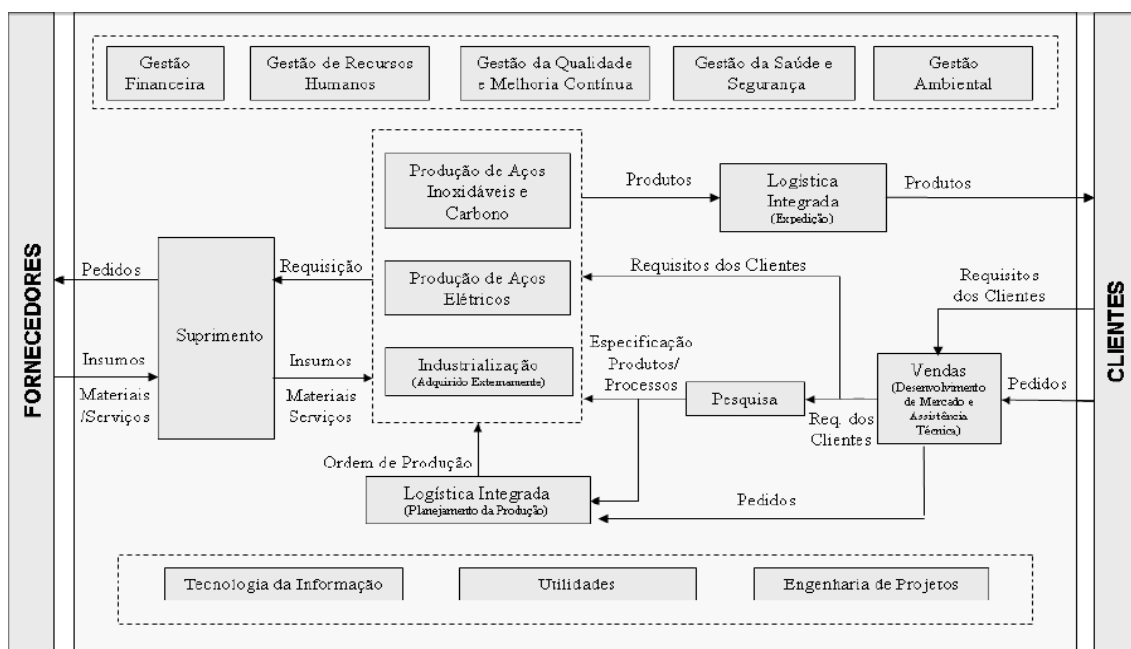 Gestão
Financeira
Gestão de Recursos
Humanos
Gestão da Qualidade
e Melhoria Contínua
Gestão da Saúde e
Segurança
Gestão
Ambiental
FORNECEDORES
CLIENTES
Produção de Aços
Inoxidáveis e
Carbono
Produtos
Logística
Integrada
(Expedição)
Produtos
Pedidos
Requisição
Produção de Aços
Elétricos
Requisitos dos Clientes
Requisitos
dos Clientes
Suprimento
Insumos
Materiais
/Serviços
Insumos
Materiais
Serviços
Industrialização
(Adquirido Externamente)
Especificação
Produtos/
Processos
Pesquisa
Req. dos
Clientes
Vendas
(Desenvolvimento
de Mercado e
Assistência
Técnica)
Pedidos
Ordem de Produção
Logística Integrada
(Planejamento da Produção)
Pedidos
Tecnologia da Informação
Utilidades
Engenharia de Projetos